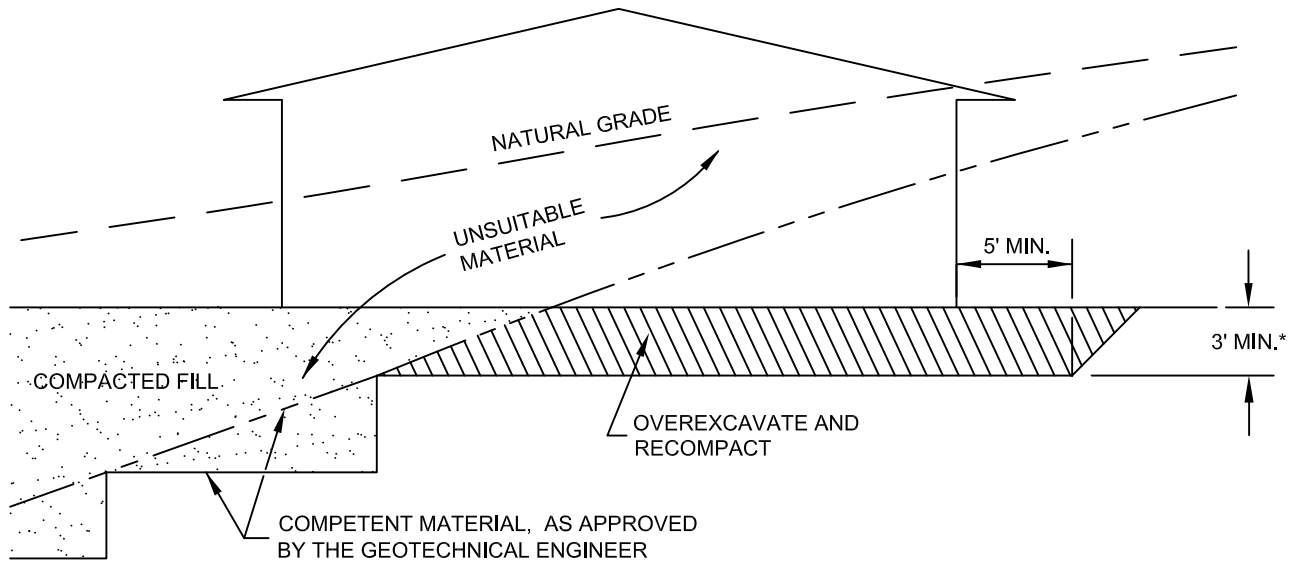 NATURAL GRADE
UNSUITABLE
MATERIAL
5' MIN.
3' MIN.*
COMPACTED FILL
OVEREXCAVATE AND
RECOMPACT
COMPETENT MATERIAL, AS APPROVED
BY THE GEOTECHNICAL ENGINEER